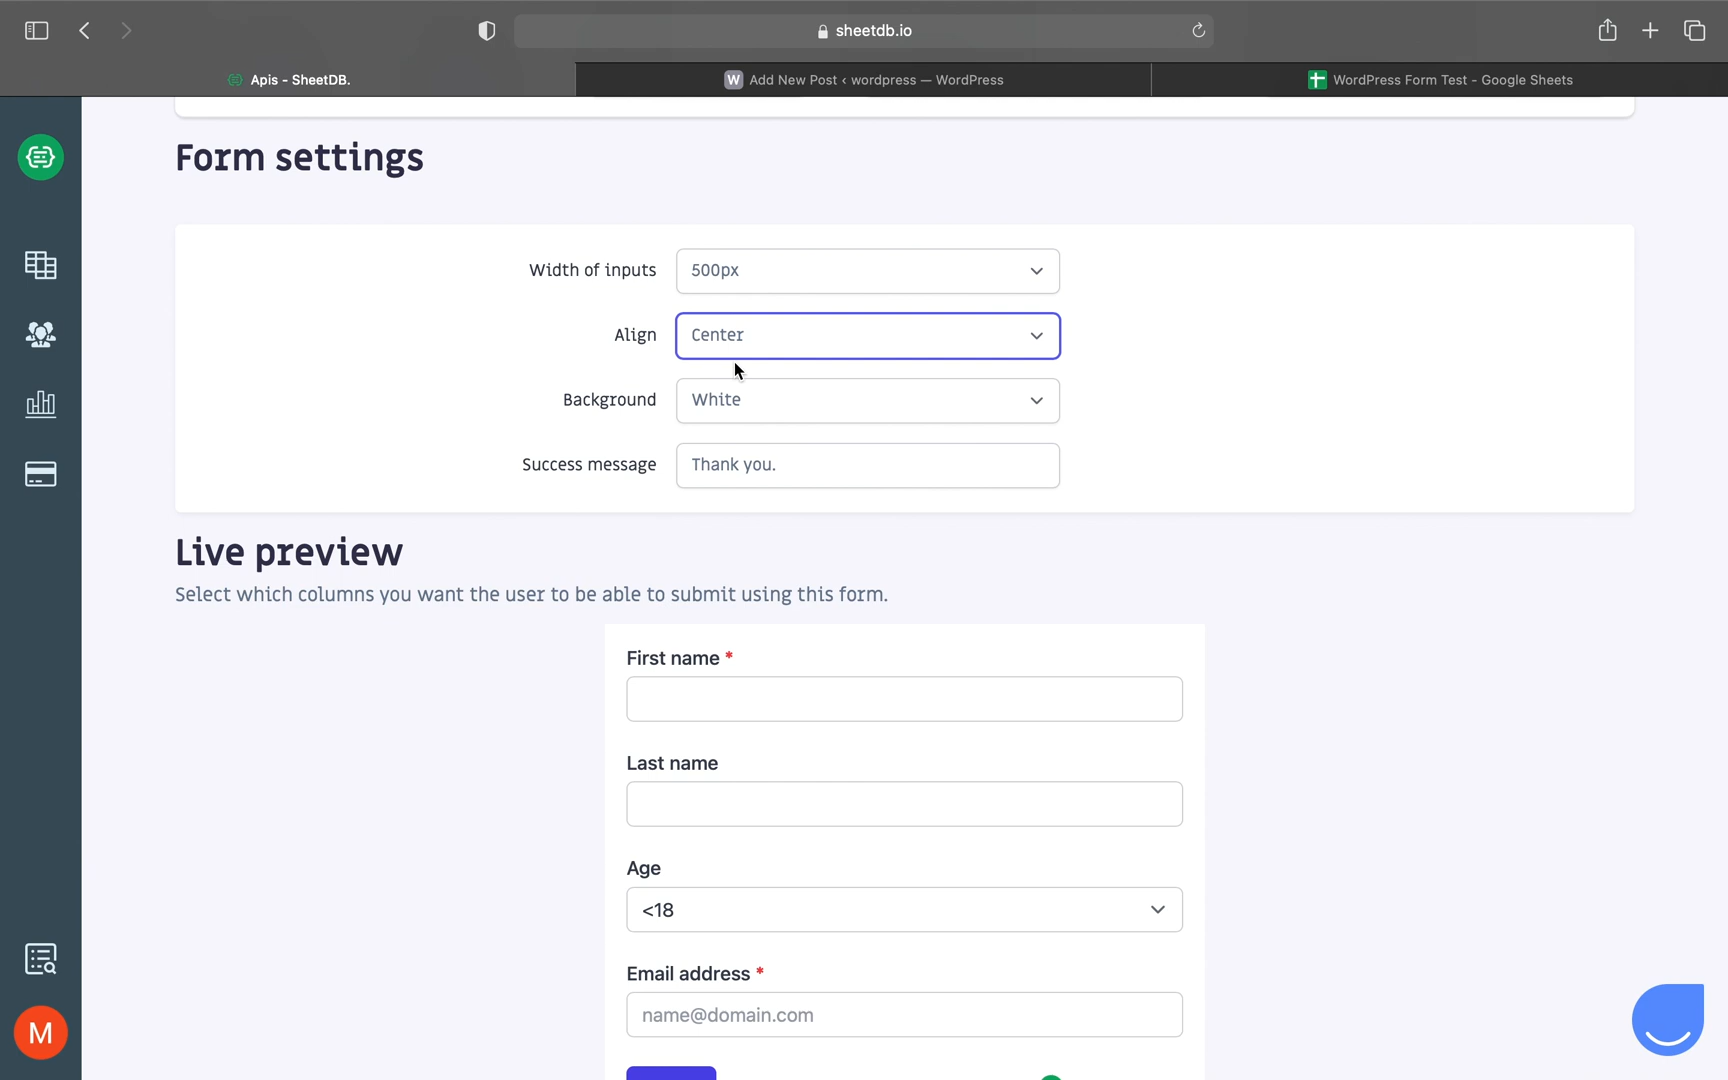 sheetdb.io
Apis - SheetDB.
W Add New Post ‹ wordpress — WordPress
WordPress Form Test - Google Sheets
Form settings
Width of inputs 500px
Align Center
Background White
Success message Thank you.
Live preview
Select which columns you want the user to be able to submit using this form.
First name *
Last name
Age
<18
Email address *
name@domain.com
M